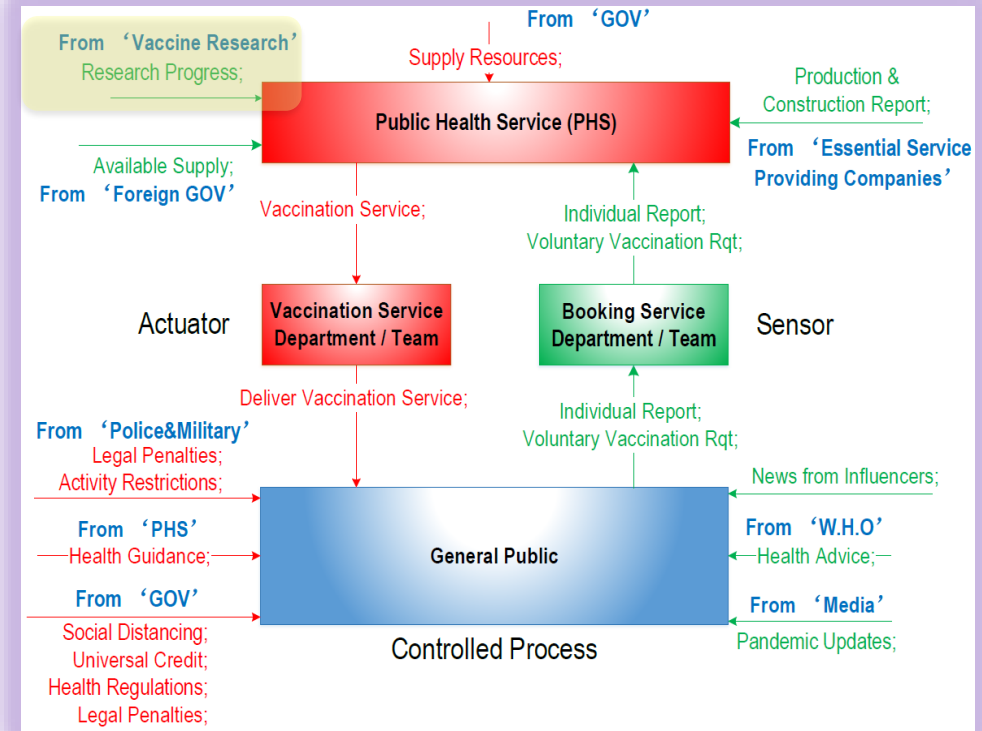 From ‘GOV’
Supply Resources;
From ‘Vaccine Research’
Research Progress;
Production &
Construction Report;
Public Health Service (PHS)
From ‘Essential Service
Providing Companies’
Available Supply;
From ‘Foreign GOV’
Vaccination Service;
Individual Report;
Voluntary Vaccination Rqt;
Actuator
Vaccination Service
Department / Team
Booking Service
Department / Team
Sensor
Deliver Vaccination Service;
Individual Report;
Voluntary Vaccination Rqt;
From ‘Police&Military’
Legal Penalties;
Activity Restrictions;
News from Influencers;
From ‘PHS’
Health Guidance;
General Public
From ‘W.H.O’
Health Advice;
From ‘GOV’
Social Distancing;
Universal Credit;
Health Regulations;
Legal Penalties;
From ‘Media’
Pandemic Updates;
Controlled Process